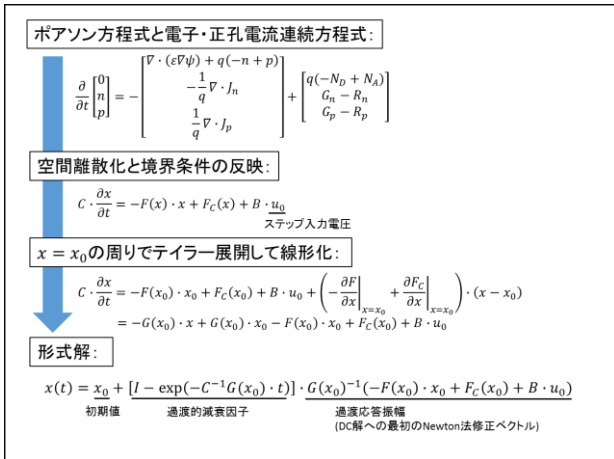 ポアソン方程式と電子・正孔電流連続方程式:
∂/∂t [0 n p] = − [∇ · (ε∇ψ) + q(−n + p) −1/q ∇ · J_n 1/q ∇ · J_p] + [q(−N_D + N_A) G_n − R_n G_p − R_p]
空間離散化と境界条件の反映:
C · ∂x/∂t = −F(x) · x + F_C(x) + B · u_0
ステップ入力電圧
x = x_0の周りでテイラー展開して線形化:
C · ∂x/∂t = −F(x_0) · x_0 + F_C(x_0) + B · u_0 + (−∂F/∂x|_{x=x_0} + ∂F_C/∂x|_{x=x_0}) · (x − x_0)
= −G(x_0) · x + G(x_0) · x_0 − F(x_0) · x_0 + F_C(x_0) + B · u_0
形式解:
x(t) = x_0 + [I − exp(−C^{−1}G(x_0) · t)] · G(x_0)^{−1}(−F(x_0) · x_0 + F_C(x_0) + B · u_0)
初期値 過渡的減衰因子 過渡応答振幅
(DC解への最初のNewton法修正ベクトル)